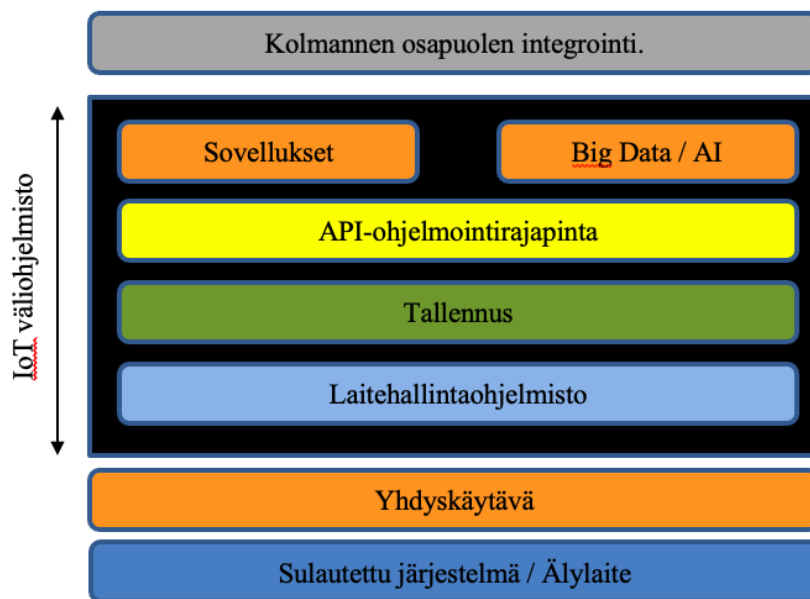 Kolmannen osapuolen integrointi.
IoT väliohjelmisto
Sovellukset
Big Data / AI
API-ohjelmointirajapinta
Tallennus
Laitehallintaohjelmisto
Yhdyskäytävä
Sulautettu järjestelmä / Älylaite